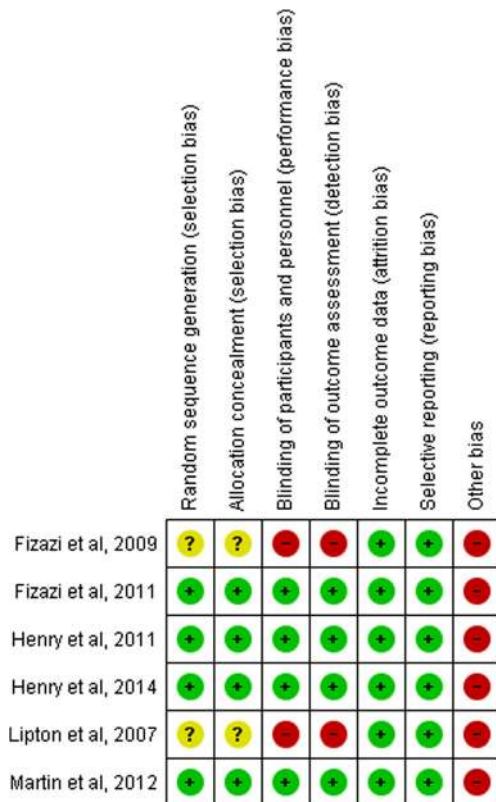 Random sequence generation (selection bias)
Allocation concealment (selection bias)
Blinding of participants and personnel (performance bias)
Blinding of outcome assessment (detection bias)
Incomplete outcome data (attrition bias)
Selective reporting (reporting bias)
Other bias
Fizazi et al, 2009 ? ? - - + + -
Fizazi et al, 2011 + + + + + + -
Henry et al, 2011 + + + + + + -
Henry et al, 2014 + + + + + + -
Lipton et al, 2007 ? ? - - + + -
Martin et al, 2012 + + + + + + -